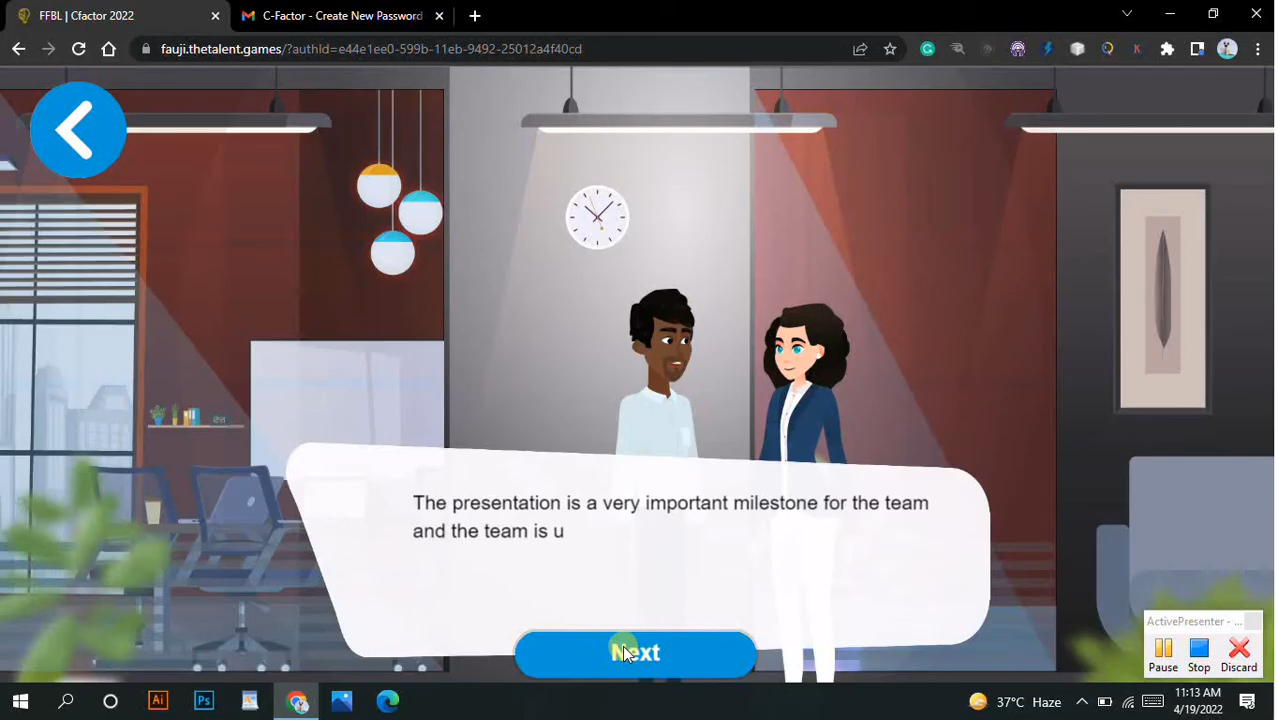 FFBL | Cfactor 2022
C-Factor - Create New Password
fauji.thetalent.games/?authId=e44e1ee0-599b-11eb-9492-25012a4f40cd
The presentation is a very important milestone for the team
and the team is u
Next
ActivePresenter - ...
Pause Stop Discard
37°C Haze
11:13 AM
4/19/2022